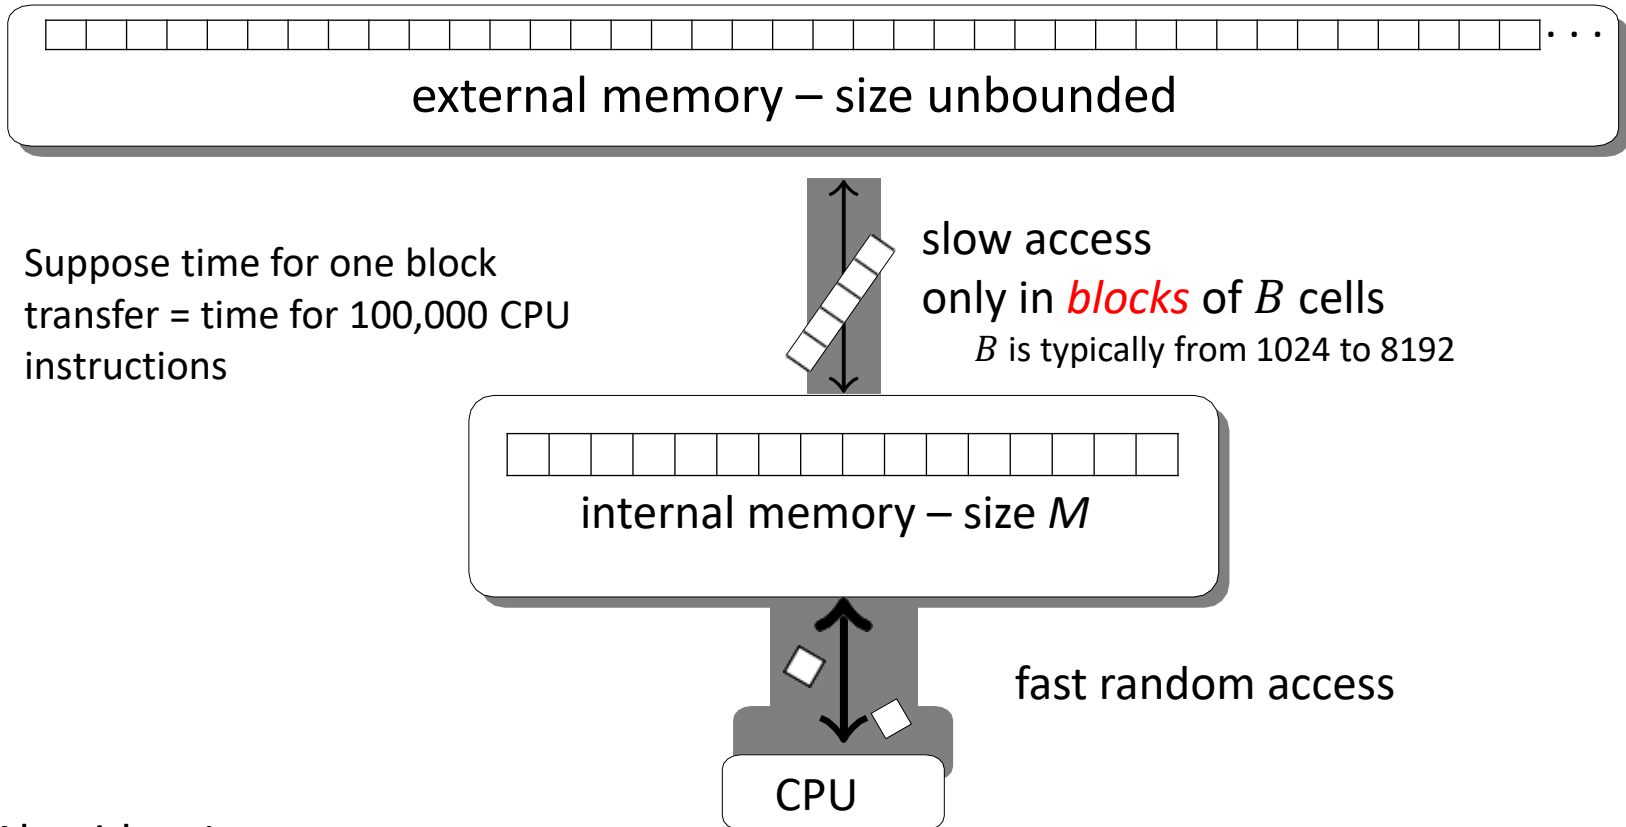 . . .
external memory – size unbounded
Suppose time for one block
transfer = time for 100,000 CPU
instructions
slow access
only in blocks of B cells
B is typically from 1024 to 8192
internal memory – size M
fast random access
CPU